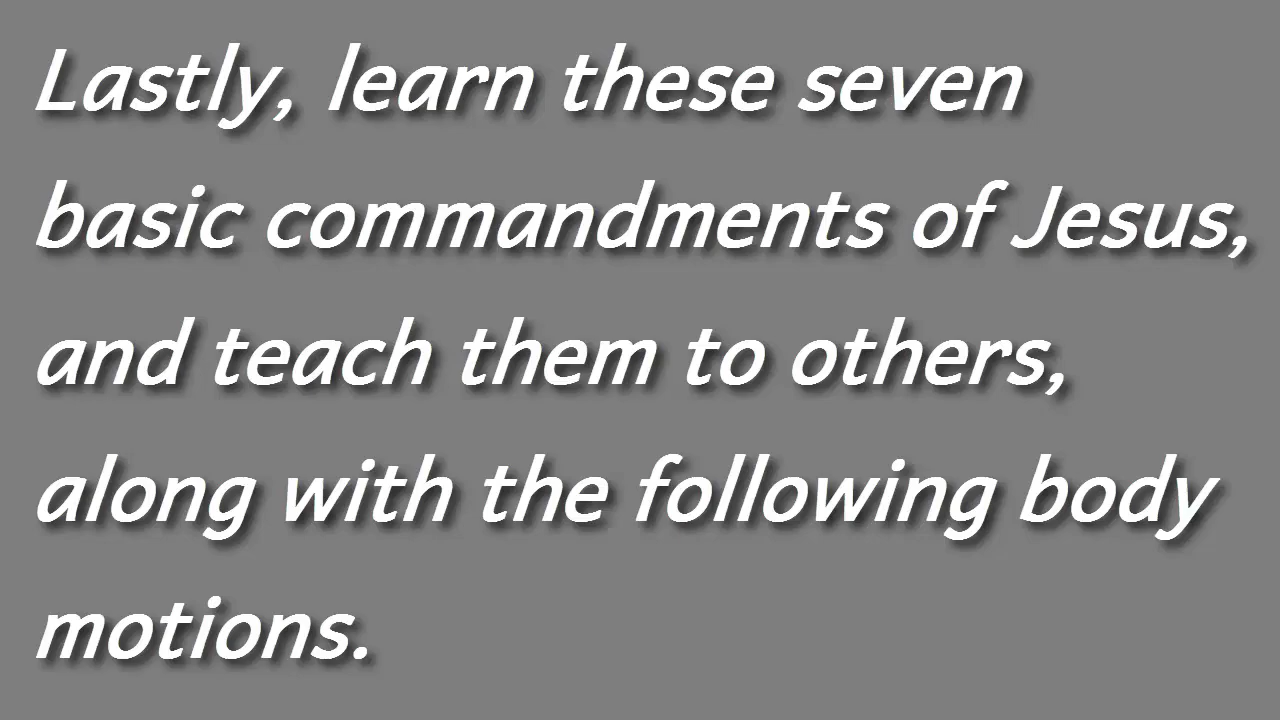 Lastly, learn these seven
basic commandments of Jesus,
and teach them to others,
along with the following body
motions.